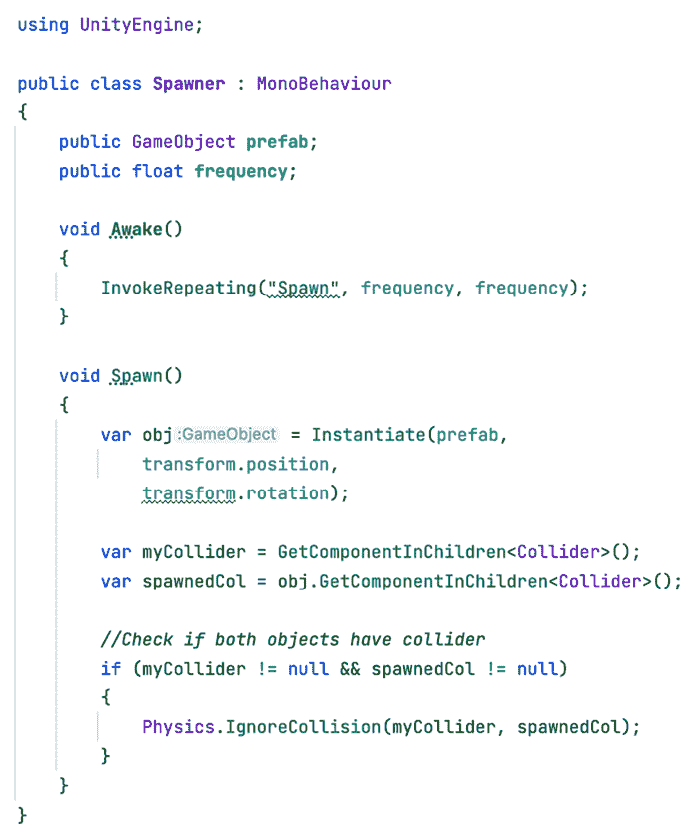 using UnityEngine;
public class Spawner : MonoBehaviour
{
public GameObject prefab;
public float frequency;
void Awake()
{
InvokeRepeating("Spawn", frequency, frequency);
}
void Spawn()
{
var obj :GameObject = Instantiate(prefab,
transform.position,
transform.rotation);
var myCollider = GetComponentInChildren<Collider>();
var spawnedCol = obj.GetComponentInChildren<Collider>();
//Check if both objects have collider
if (myCollider != null && spawnedCol != null)
{
Physics.IgnoreCollision(myCollider, spawnedCol);
}
}
}